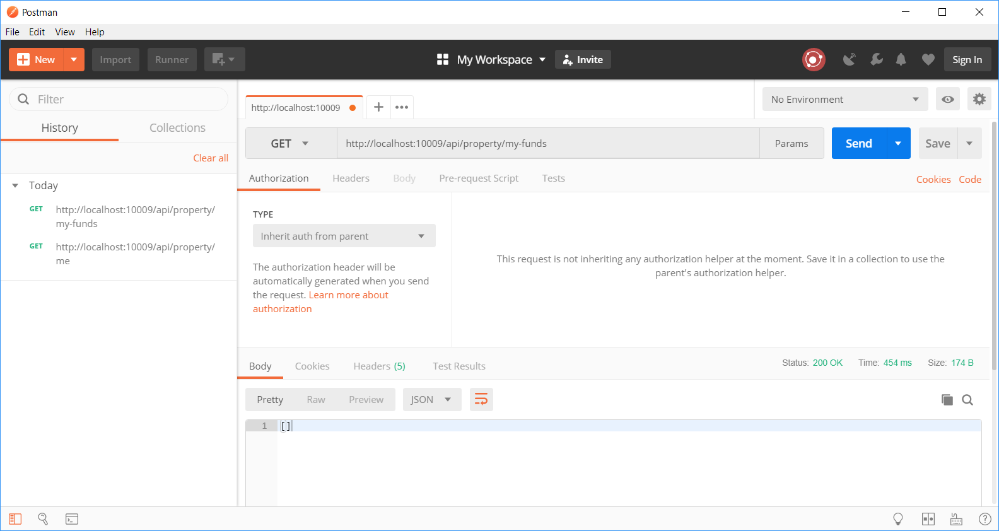 Postman
File Edit View Help
New Import Runner My Workspace Invite Sign In
Filter
History Collections
Clear all
Today
GET http://localhost:10009/api/property/
my-funds
GET http://localhost:10009/api/property/
me
http://localhost:10009
No Environment
GET http://localhost:10009/api/property/my-funds Params Send Save
Authorization Headers Body Pre-request Script Tests Cookies Code
TYPE
Inherit auth from parent
The authorization header will be
automatically generated when you send
the request. Learn more about
authorization
This request is not inheriting any authorization helper at the moment. Save it in a collection to use the
parent's authorization helper.
Body Cookies Headers (5) Test Results Status: 200 OK Time: 454 ms Size: 174 B
Pretty Raw Preview JSON
1 []